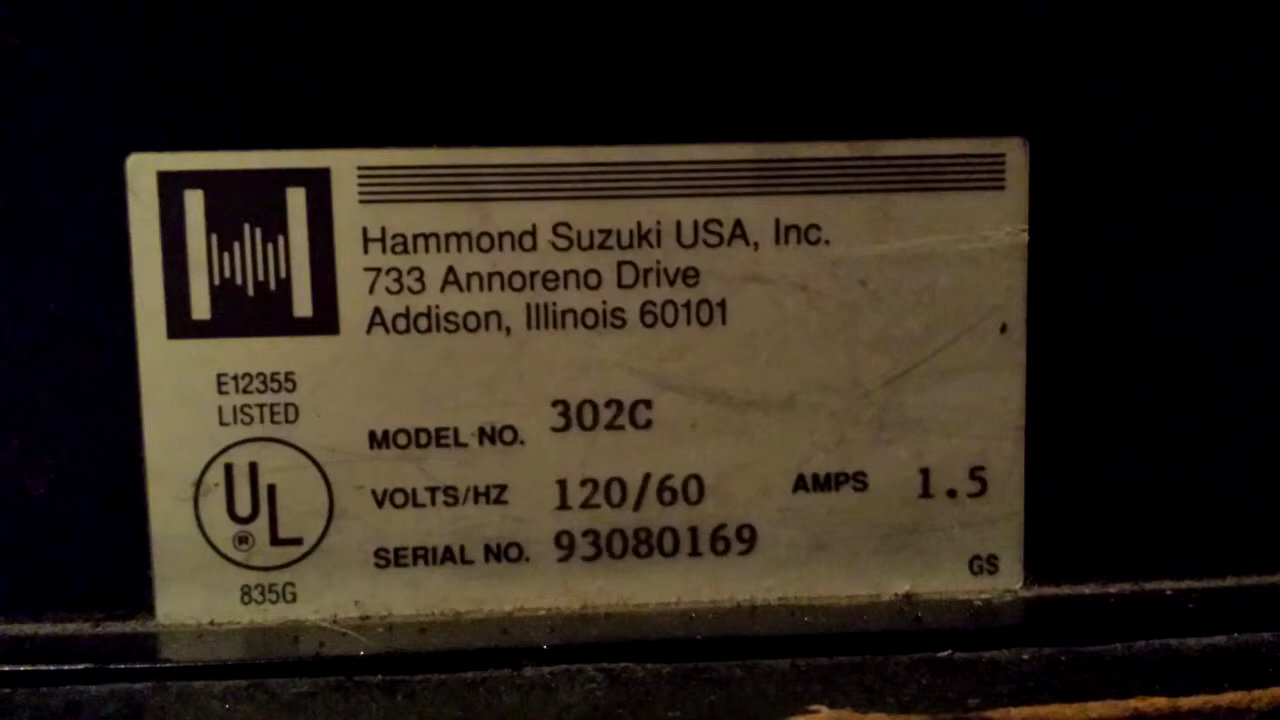 Hammond Suzuki USA, Inc.
733 Annoreno Drive
Addison, Illinois 60101
E12355
LISTED
UL
®
835G
MODEL NO. 302C
VOLTS/HZ 120/60 AMPS 1.5
SERIAL NO. 93080169
GS